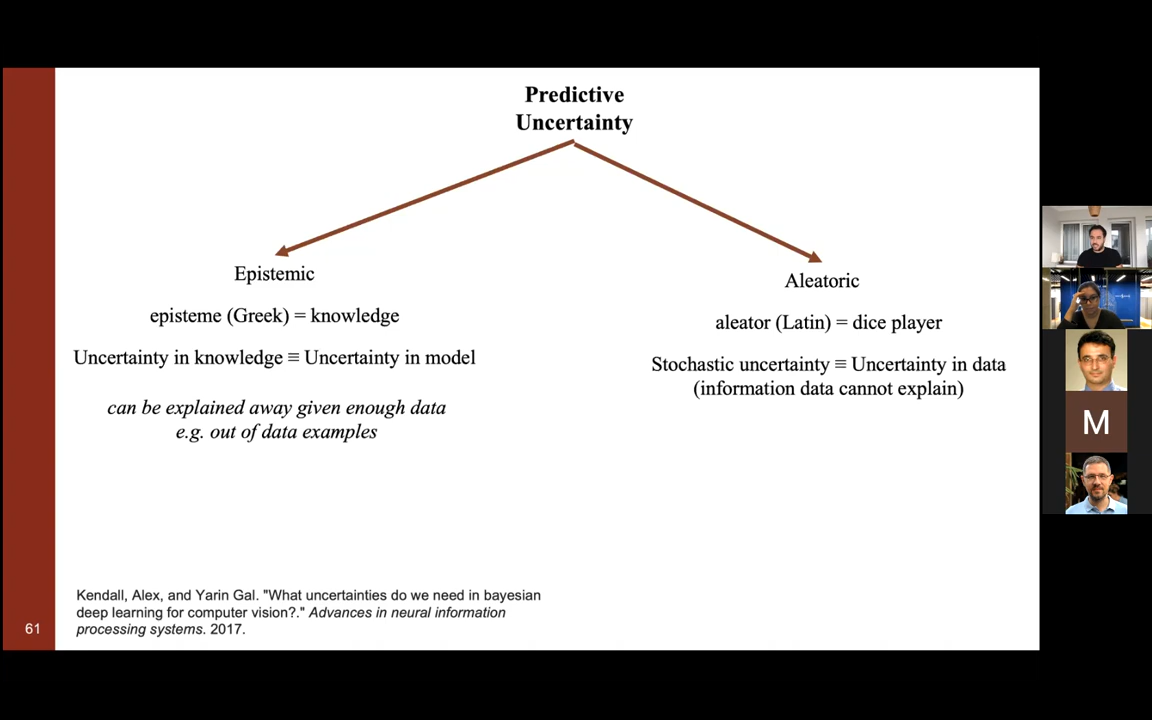 Predictive
Uncertainty
Epistemic
episteme (Greek) = knowledge
Uncertainty in knowledge ≡ Uncertainty in model
can be explained away given enough data
e.g. out of data examples
Aleatoric
aleator (Latin) = dice player
Stochastic uncertainty ≡ Uncertainty in data
(information data cannot explain)
Kendall, Alex, and Yarin Gal. "What uncertainties do we need in bayesian
deep learning for computer vision?." Advances in neural information
processing systems. 2017.
61
M